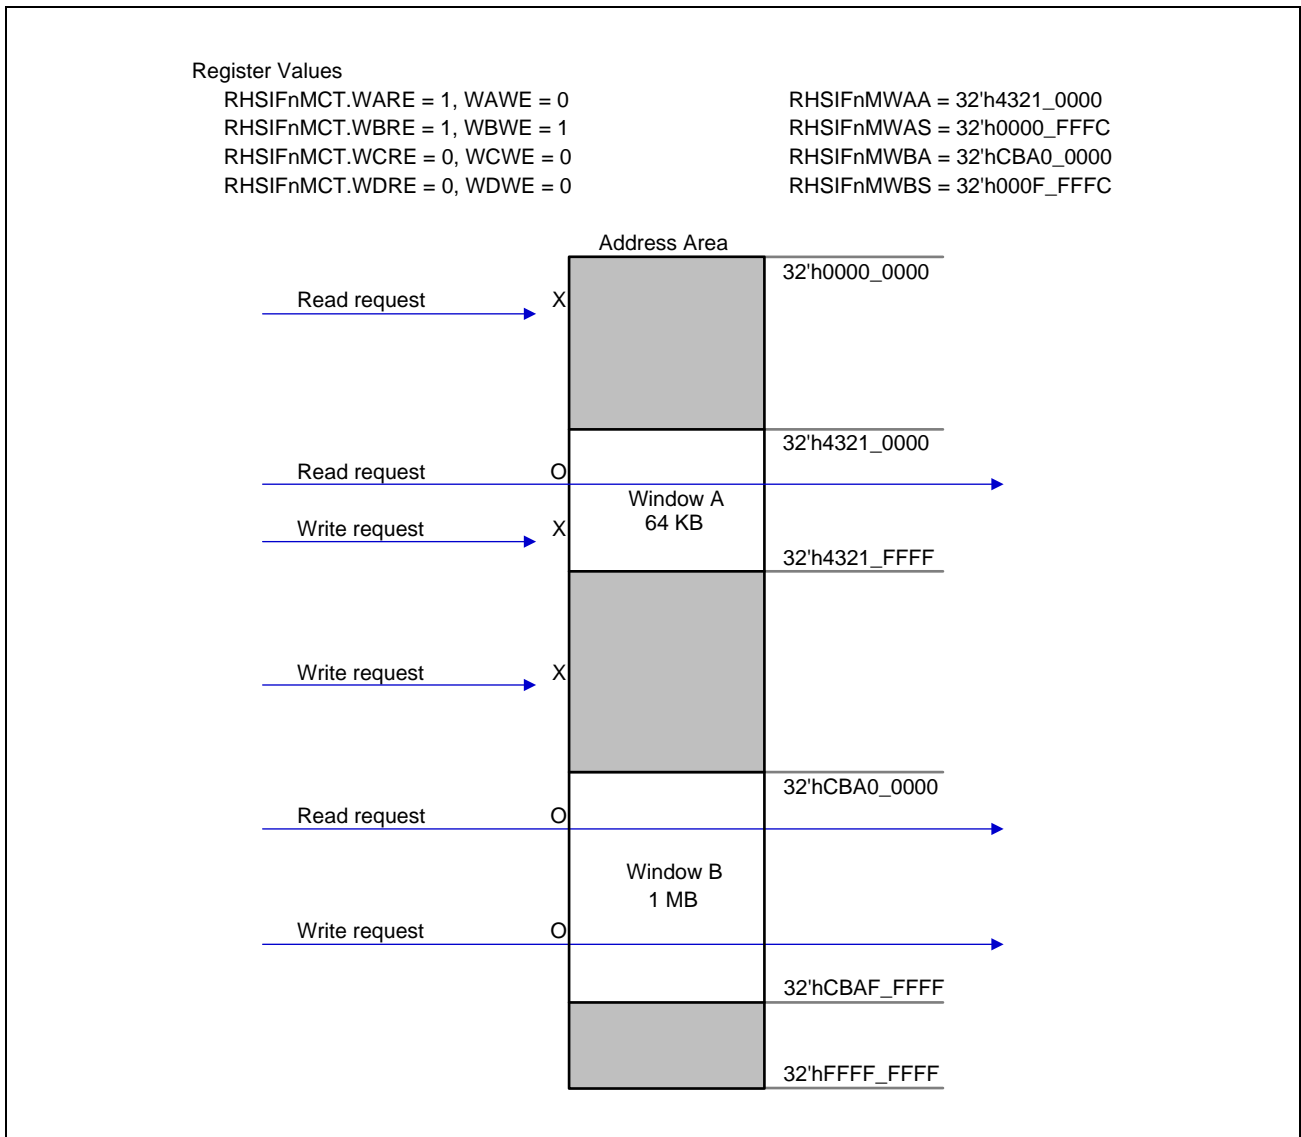 Register Values
RHSIFnMCT.WARE = 1, WAWE = 0 RHSIFnMWAA = 32'h4321_0000
RHSIFnMCT.WBRE = 1, WBWE = 1 RHSIFnMWAS = 32'h0000_FFFC
RHSIFnMCT.WCRE = 0, WCWE = 0 RHSIFnMWBA = 32'hCBA0_0000
RHSIFnMCT.WDRE = 0, WDWE = 0 RHSIFnMWBS = 32'h000F_FFFC
Address Area
32'h0000_0000
Read request X
32'h4321_0000
Read request O
Window A
64 KB
Write request X
32'h4321_FFFF
Write request X
32'hCBA0_0000
Read request O
Window B
1 MB
Write request O
32'hCBAF_FFFF
32'hFFFF_FFFF